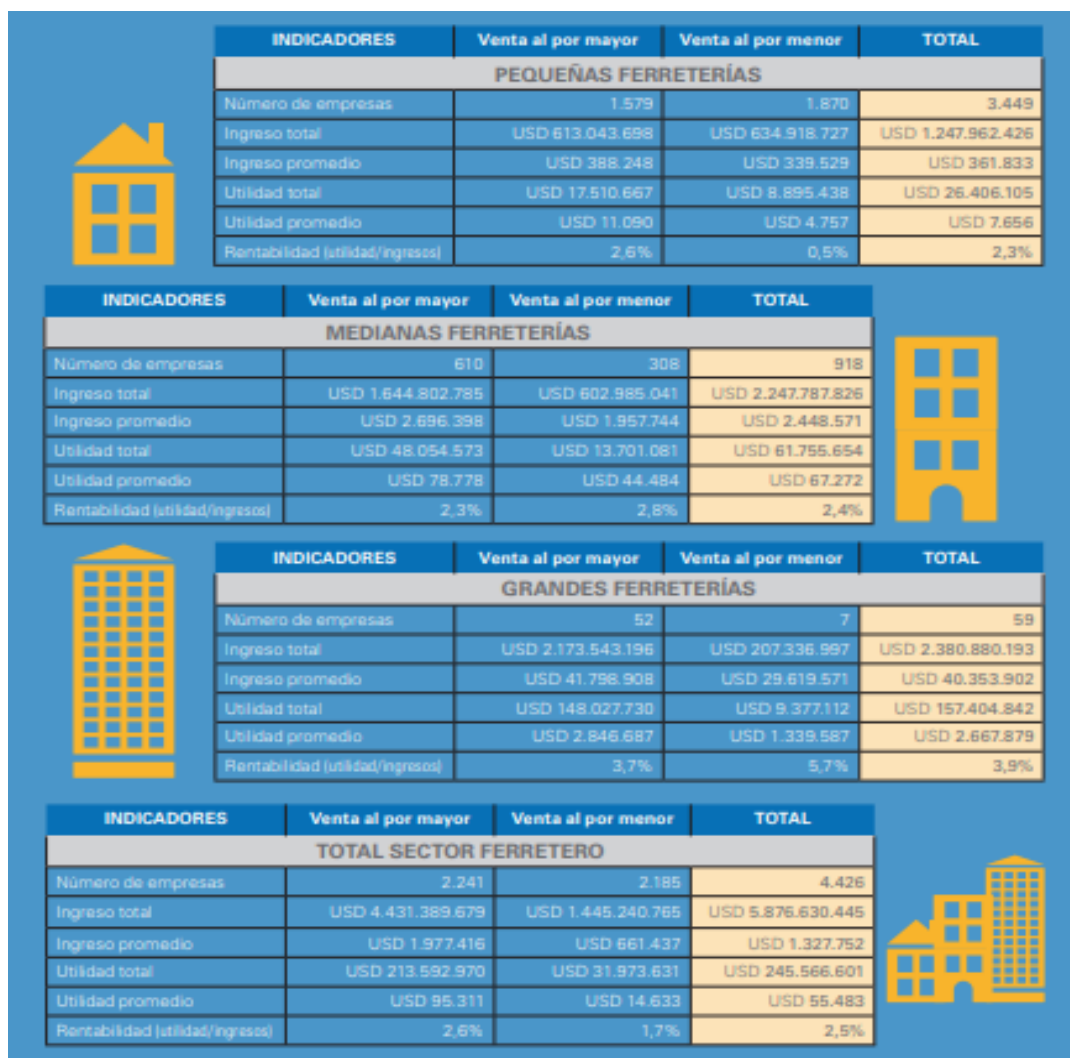 INDICADORES Venta al por mayor Venta al por menor TOTAL
PEQUEÑAS FERRETERÍAS
Número de empresas 1.579 1.870 3.449
Ingreso total USD 613.043.698 USD 634.918.727 USD 1.247.962.426
Ingreso promedio USD 388.248 USD 339.529 USD 361.833
Utilidad total USD 17.510.667 USD 8.895.438 USD 26.406.105
Utilidad promedio USD 11.090 USD 4.757 USD 7.656
Rentabilidad (utilidad/ingresos) 2,6% 0,5% 2,3%
INDICADORES Venta al por mayor Venta al por menor TOTAL
MEDIANAS FERRETERÍAS
Número de empresas 610 308 918
Ingreso total USD 1.644.802.785 USD 602.985.041 USD 2.247.787.826
Ingreso promedio USD 2.696.398 USD 1.957.744 USD 2.448.571
Utilidad total USD 48.054.573 USD 13.701.081 USD 61.755.654
Utilidad promedio USD 78.778 USD 44.484 USD 67.272
Rentabilidad (utilidad/ingresos) 2,3% 2,8% 2,4%
INDICADORES Venta al por mayor Venta al por menor TOTAL
GRANDES FERRETERÍAS
Número de empresas 52 7 59
Ingreso total USD 2.173.543.196 USD 207.336.997 USD 2.380.880.193
Ingreso promedio USD 41.798.908 USD 29.619.571 USD 40.353.902
Utilidad total USD 148.027.730 USD 9.377.112 USD 157.404.842
Utilidad promedio USD 2.846.687 USD 1.339.587 USD 2.667.879
Rentabilidad (utilidad/ingresos) 3,7% 5,7% 3,9%
INDICADORES Venta al por mayor Venta al por menor TOTAL
TOTAL SECTOR FERRETERO
Número de empresas 2.241 2.185 4.426
Ingreso total USD 4.431.389.679 USD 1.445.240.765 USD 5.876.630.445
Ingreso promedio USD 1.977.416 USD 661.437 USD 1.327.752
Utilidad total USD 213.592.970 USD 31.973.631 USD 245.566.601
Utilidad promedio USD 95.311 USD 14.633 USD 55.483
Rentabilidad (utilidad/ingresos) 2,6% 1,7% 2,5%